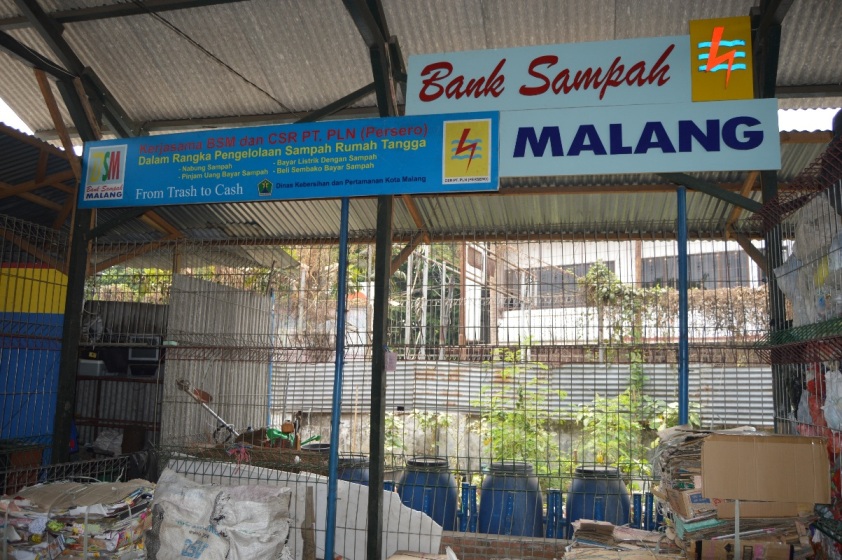 Bank Sampah
MALANG
Kerjasama BSM dan CSR PT. PLN (Persero)
Dalam Rangka Pengelolaan Sampah Rumah Tangga
- Nabung Sampah
- Bayar Listrik Dengan Sampah
- Pinjam Uang Bayar Sampah
- Beli Sembako Bayar Sampah
From Trash to Cash
Dinas Kebersihan dan Pertamanan Kota Malang
BSM
Bank Sampah
MALANG